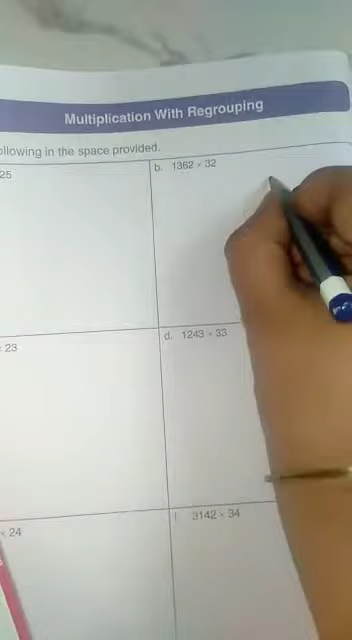 Multiplication With Regrouping
ollowing in the space provided.
25
b. 1362 × 32
23
d. 1243 × 33
× 24
3142 × 34